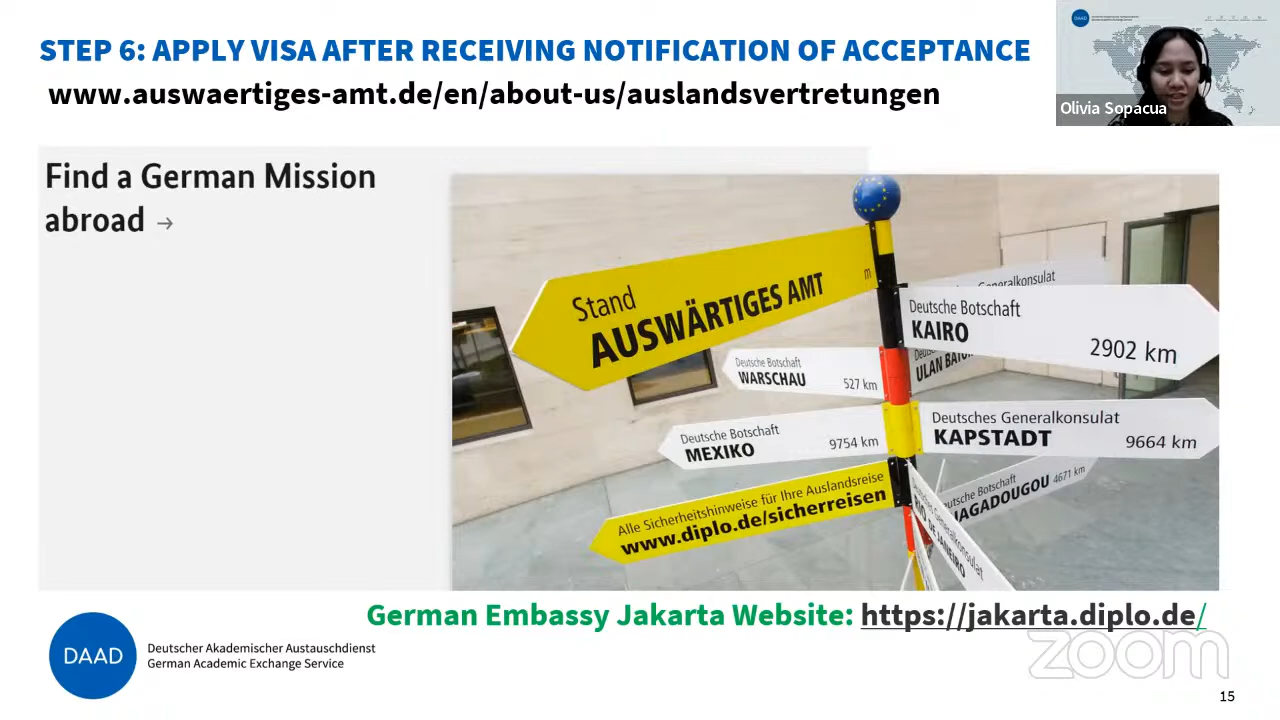 STEP 6: APPLY VISA AFTER RECEIVING NOTIFICATION OF ACCEPTANCE
www.auswaertiges-amt.de/en/about-us/auslandsvertretungen
Olivia Sopacua
Find a German Mission
abroad →
Stand
AUSWÄRTIGES AMT
Generalkonsulat
Deutsche Botschaft
KAIRO
2902 km
Deutsche Botschaft
WARSCHAU
527 km
ULAN
Deutsche Botschaft
MEXIKO
9754 km
Deutsches Generalkonsulat
KAPSTADT
9664 km
Alle Sicherheitshinweise für Ihre Auslandsreise
www.diplo.de/sicherreisen
Botschaft
4671 km
RIO DE JANEIRO
German Embassy Jakarta Website: https://jakarta.diplo.de/
DAAD
Deutscher Akademischer Austauschdienst
German Academic Exchange Service
zoom
15